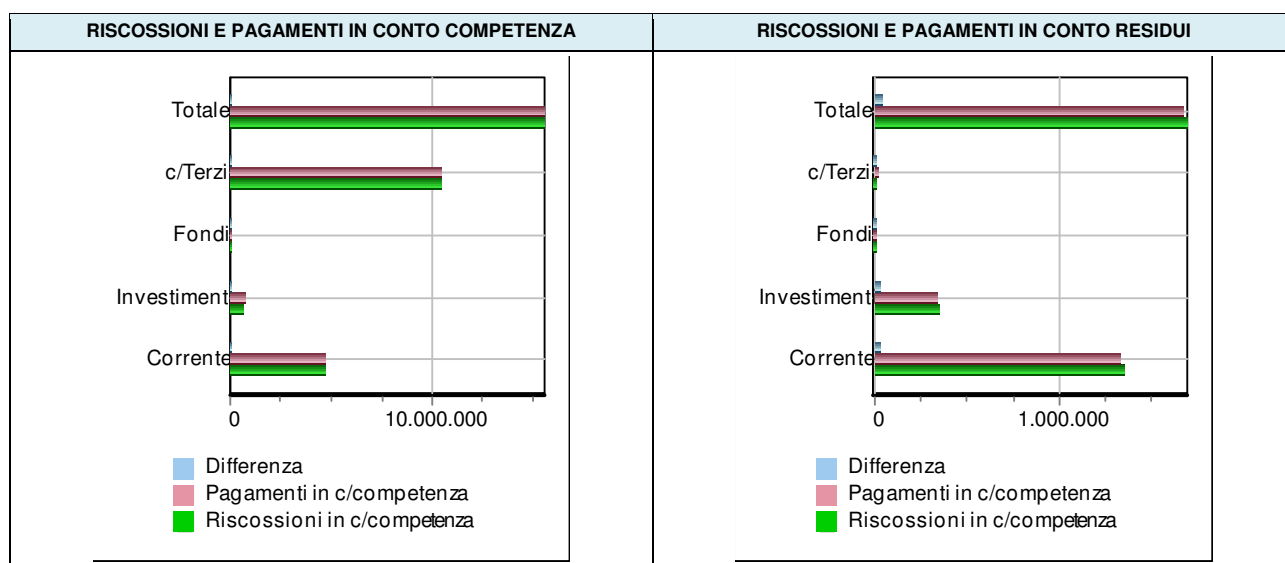 RISCOSSIONI E PAGAMENTI IN CONTO COMPETENZA
Totale
c/Terzi
Fondi
Investiment
Corrente
0
10.000.000
Differenza
Pagamenti in c/competenza
Riscossioni in c/competenza
RISCOSSIONI E PAGAMENTI IN CONTO RESIDUI
Totale
c/Terzi
Fondi
Investiment
Corrente
0
1.000.000
Differenza
Pagamenti in c/competenza
Riscossioni in c/competenza